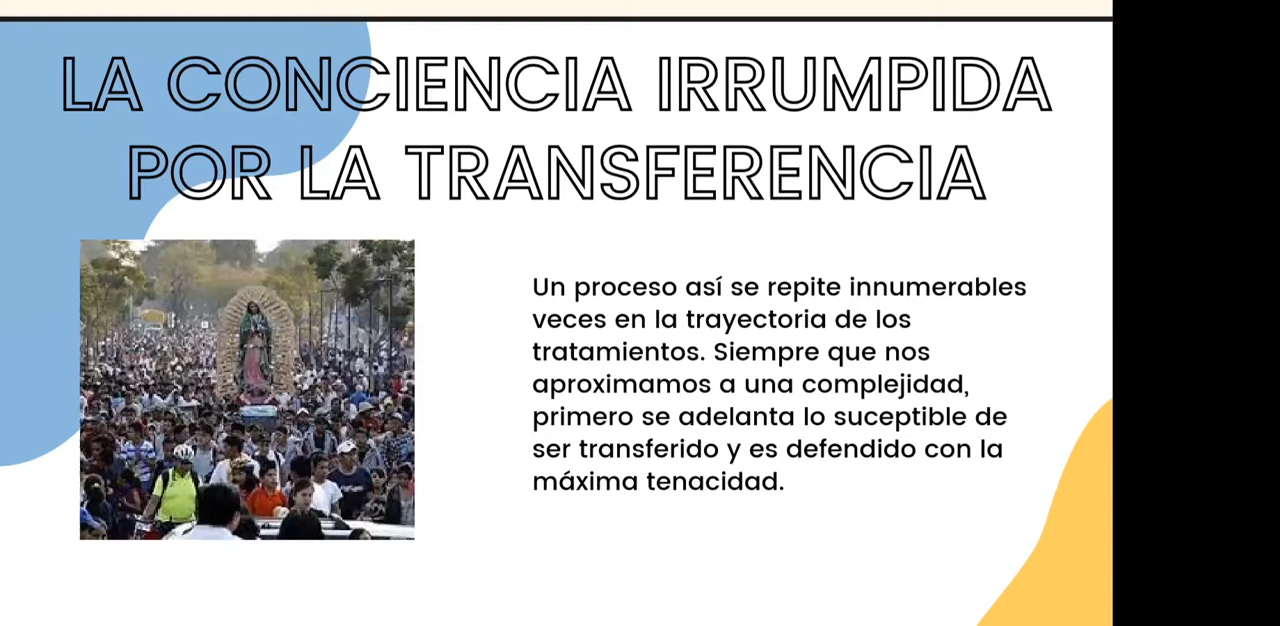 LA CONCIENCIA IRRUMPIDA
POR LA TRANSFERENCIA
Un proceso así se repite innumerables
veces en la trayectoria de los
tratamientos. Siempre que nos
aproximamos a una complejidad,
primero se adelanta lo suceptible de
ser transferido y es defendido con la
máxima tenacidad.